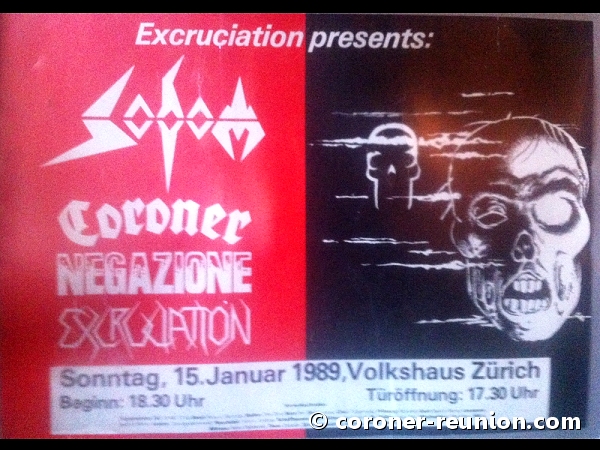 Excruciation presents:
Sodom
Coroner
NEGAZIONE
EXCRUCIATION
Sonntag, 15. Januar 1989, Volkshaus Zürich
Beginn: 18.30 Uhr Türöffnung: 17.30 Uhr
© coroner-reunion.com